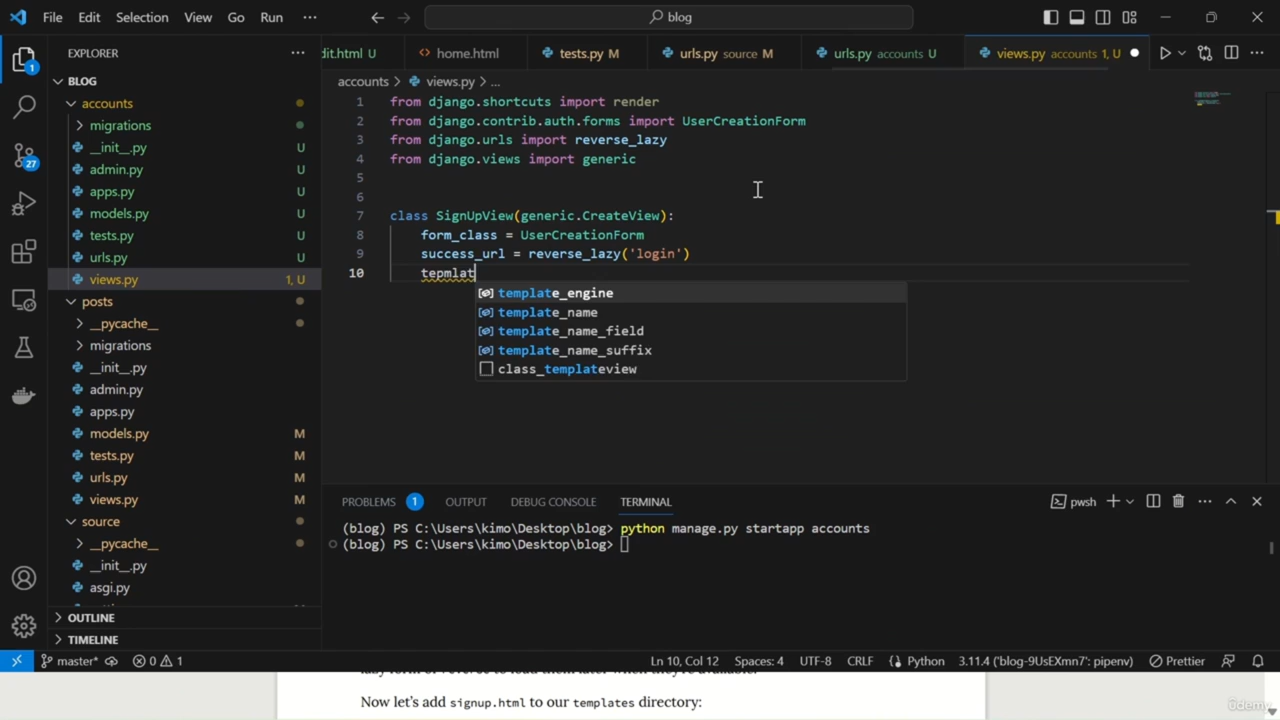 File Edit Selection View Go Run ··· blog
EXPLORER ···
dit.html U home.html tests.py M urls.py source M urls.py accounts U views.py accounts 1, U
BLOG
accounts > views.py > ...
accounts
migrations
__init__.py U
admin.py U
apps.py U
models.py U
tests.py U
urls.py U
views.py 1, U
posts
__pycache__
migrations
__init__.py
admin.py
apps.py
models.py M
tests.py M
urls.py M
views.py M
source
__pycache__
__init__.py
asgi.py
OUTLINE
TIMELINE
1 from django.shortcuts import render
2 from django.contrib.auth.forms import UserCreationForm
3 from django.urls import reverse_lazy
4 from django.views import generic
5
6
7 class SignUpView(generic.CreateView):
8 form_class = UserCreationForm
9 success_url = reverse_lazy('login')
10 tepmlat
template_engine
template_name
template_name_field
template_name_suffix
class_templateview
PROBLEMS 1 OUTPUT DEBUG CONSOLE TERMINAL pwsh
(blog) PS C:\Users\kimo\Desktop\blog> python manage.py startapp accounts
(blog) PS C:\Users\kimo\Desktop\blog>
1
27
master* 0 1 Ln 10, Col 12 Spaces: 4 UTF-8 CRLF Python 3.11.4 ('blog-9UsEXmn7': pipenv) Prettier
Now let's add signup.html to our templates directory:
ûdemy